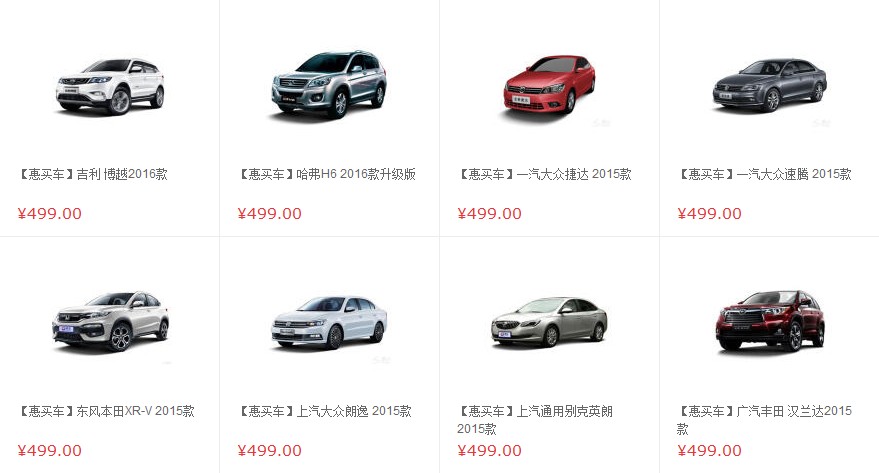 【惠买车】吉利 博越2016款
【惠买车】哈弗H6 2016款升级版
【惠买车】一汽大众捷达 2015款
【惠买车】一汽大众速腾 2015款
¥499.00
¥499.00
¥499.00
¥499.00
【惠买车】东风本田XR-V 2015款
【惠买车】上汽大众朗逸 2015款
【惠买车】上汽通用别克英朗
2015款
【惠买车】广汽丰田 汉兰达2015
款
¥499.00
¥499.00
¥499.00
¥499.00